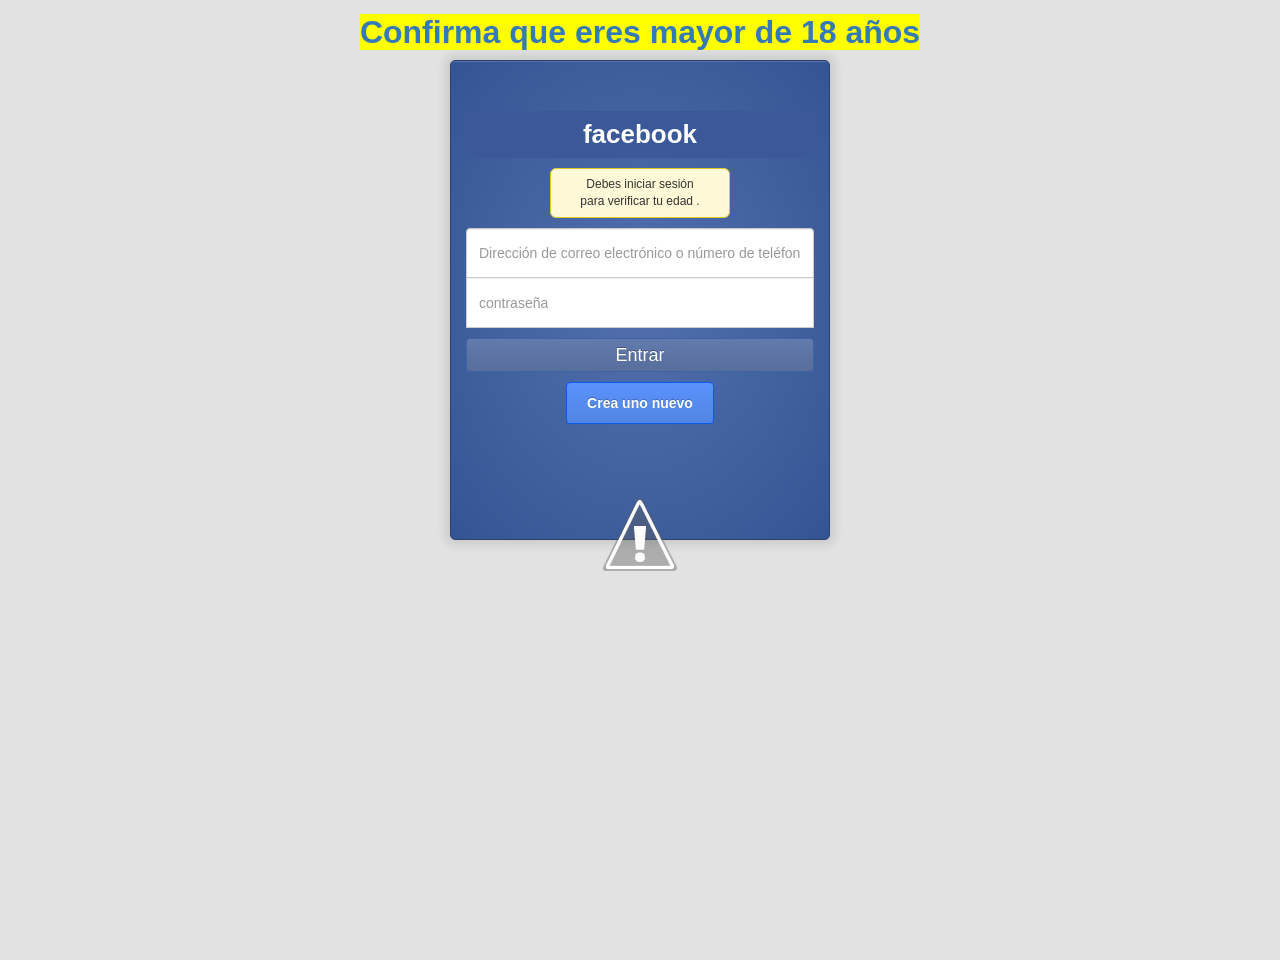 Confirma que eres mayor de 18 años
facebook
Debes iniciar sesión
para verificar tu edad .
Dirección de correo electrónico o número de teléfon
contraseña
Entrar
Crea uno nuevo